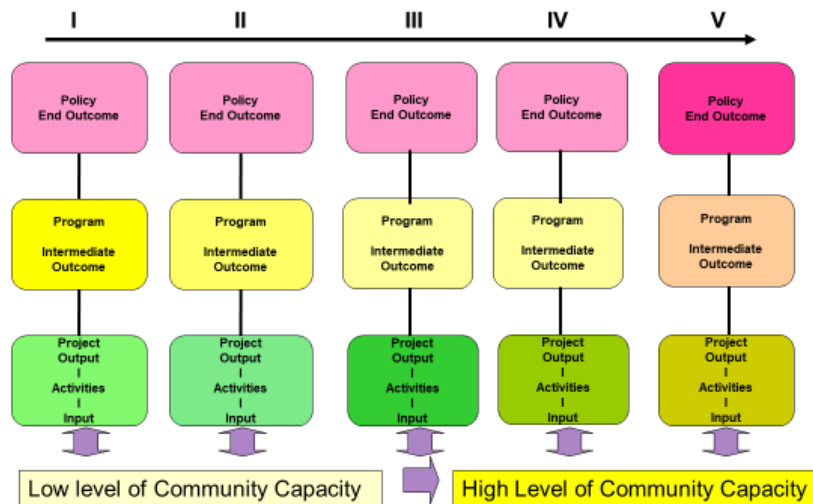 I II III IV V
Policy
End Outcome
Policy
End Outcome
Policy
End Outcome
Policy
End Outcome
Policy
End Outcome
Program
Intermediate
Outcome
Program
Intermediate
Outcome
Program
Intermediate
Outcome
Program
Intermediate
Outcome
Program
Intermediate
Outcome
Project
Output
Activities
Input
Project
Output
Activities
Input
Project
Output
Activities
Input
Project
Output
Activities
Input
Project
Output
Activities
Input
Low level of Community Capacity
High Level of Community Capacity